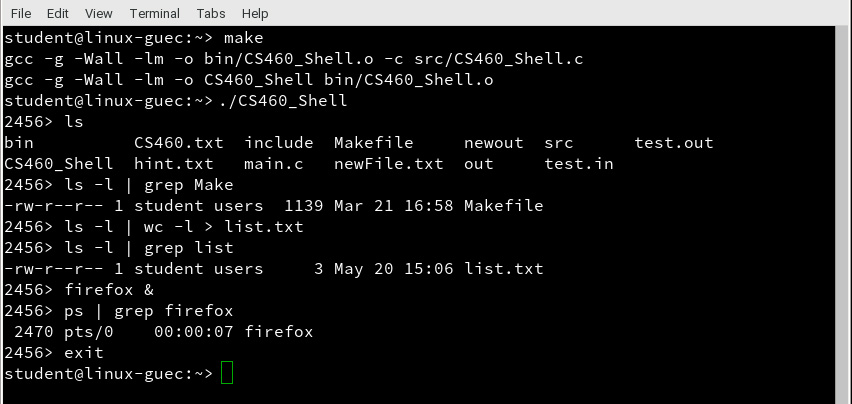 File Edit View Terminal Tabs Help
student@linux-guec:~> make
gcc -g -Wall -lm -o bin/CS460_Shell.o -c src/CS460_Shell.c
gcc -g -Wall -lm -o CS460_Shell bin/CS460_Shell.o
student@linux-guec:~> ./CS460_Shell
2456> ls
bin          CS460.txt  include  Makefile     newout  src      test.out
CS460_Shell  hint.txt   main.c   newFile.txt  out     test.in
2456> ls -l | grep Make
-rw-r--r-- 1 student users  1139 Mar 21 16:58 Makefile
2456> ls -l | wc -l > list.txt
2456> ls -l | grep list
-rw-r--r-- 1 student users     3 May 20 15:06 list.txt
2456> firefox &
2456> ps | grep firefox
 2470 pts/0    00:00:07 firefox
2456> exit
student@linux-guec:~>